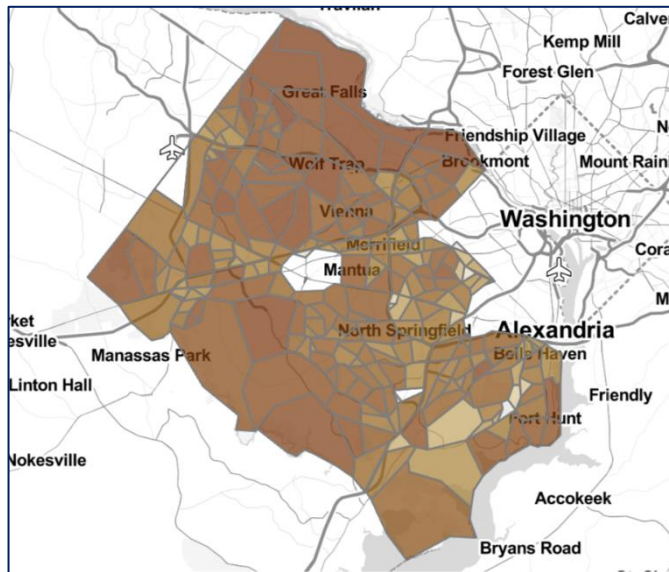 Calver
Kemp Mill
Forest Glen
Great Falls
Friendship Village
Wolf Trap
Brookmont
Mount Rain
Vienna
Washington
Merrifield
Cora
Mantua
rket
esville
North Springfield
Alexandria
Manassas Park
Bells Haven
Linton Hall
Friendly
Fort Hunt
Nokesville
Accokeek
Bryans Road